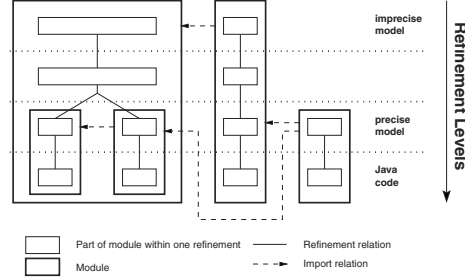 imprecise
model
precise
model
Java
code
Refinement Levels
Part of module within one refinement
Refinement relation
Module
Import relation